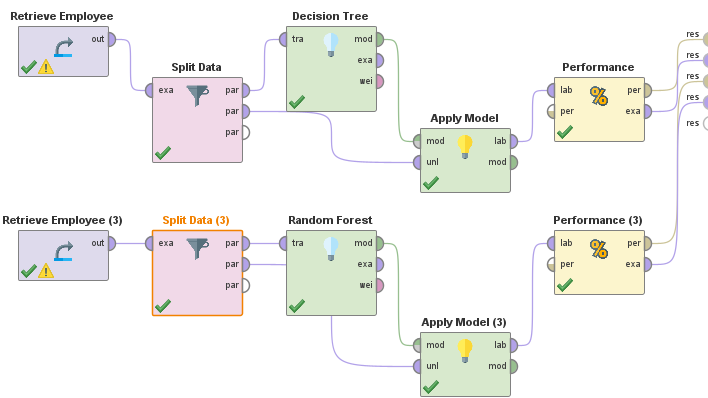 Retrieve Employee
out
Split Data
exa par
par
par
Decision Tree
tra mod
exa
wei
Apply Model
mod lab
unl mod
Performance
lab per
per exa
res
res
res
res
res
Retrieve Employee (3)
out
Split Data (3)
exa par
par
par
Random Forest
tra mod
exa
wei
Apply Model (3)
mod lab
unl mod
Performance (3)
lab per
per exa